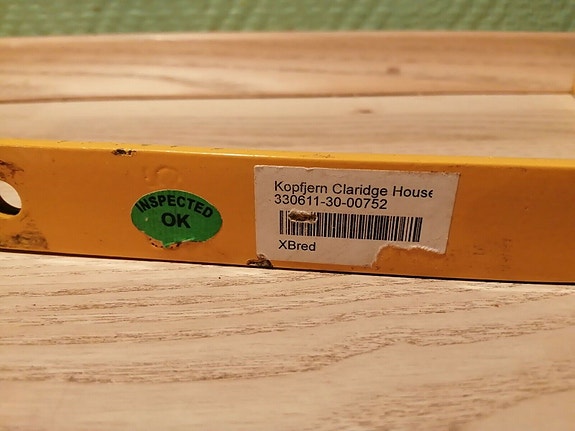 INSPECTED
OK
Kopfjern Claridge House
330611-30-00752
XBred